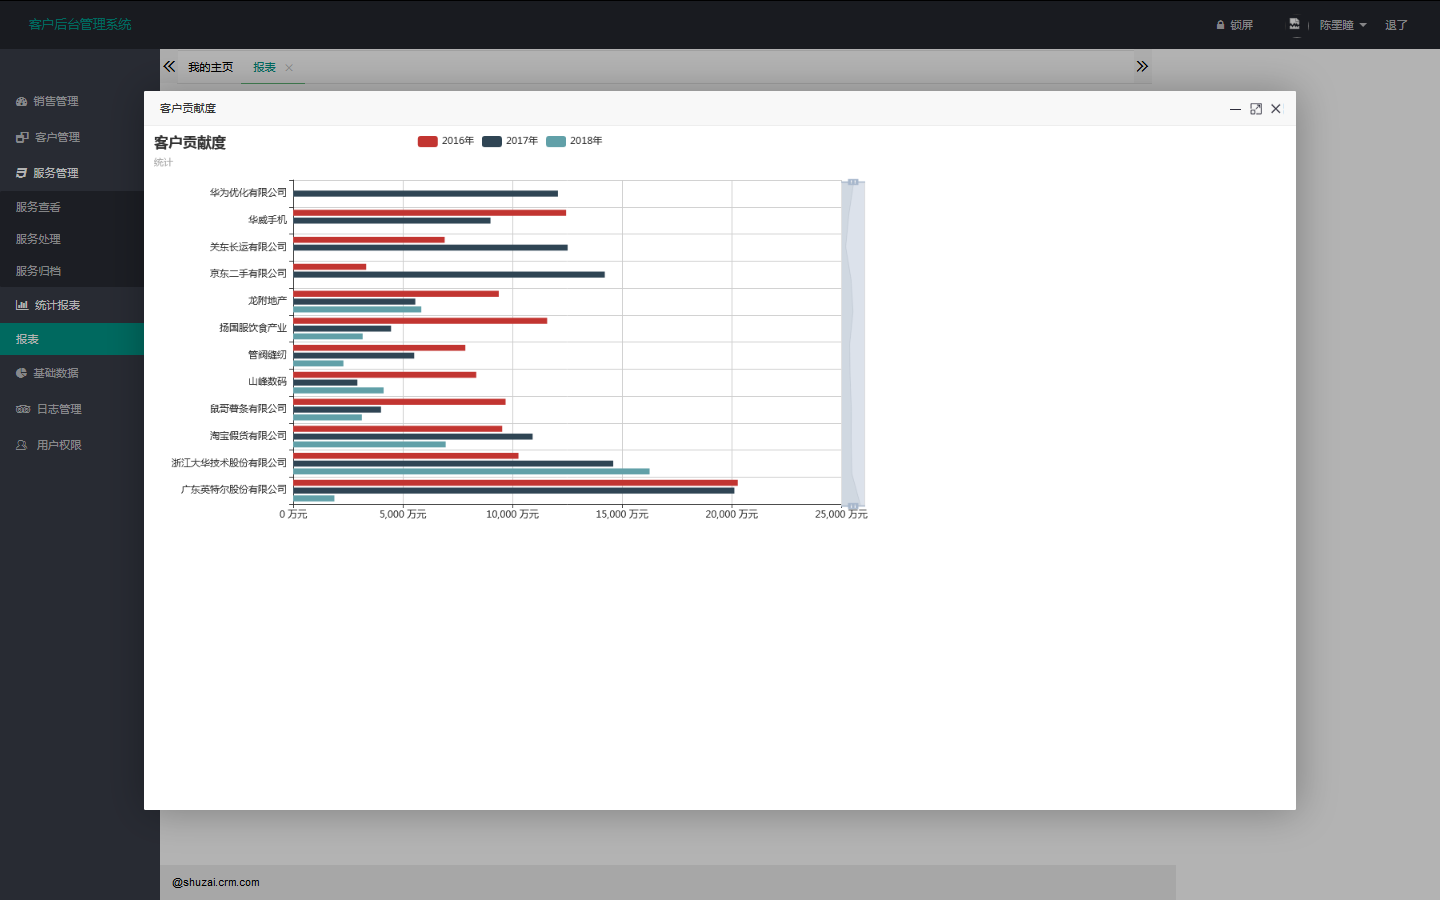 客户后台管理系统
锁屏
陈墨瞳
退了
我的主页
报表
销售管理
客户管理
服务管理
服务查看
服务处理
服务归档
统计报表
报表
基础数据
日志管理
用户权限
客户贡献度
客户贡献度
统计
2016年
2017年
2018年
华为优化有限公司
华威手机
关东长运有限公司
京东二手有限公司
龙附地产
扬国服饮食产业
管阀缝纫
山峰数码
鼠哥尊条有限公司
淘宝假货有限公司
浙江大华技术股份有限公司
广东英特尔股份有限公司
0 万元
5,000 万元
10,000 万元
15,000 万元
20,000 万元
25,000 万元
@shuzai.crm.com